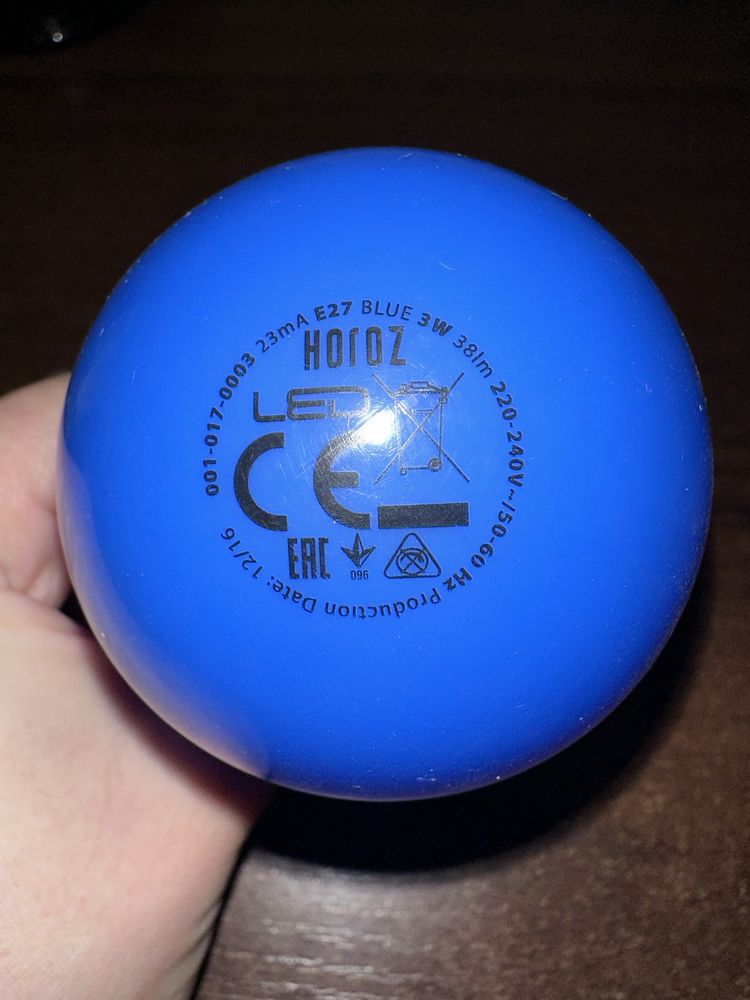 001-017-0003 23mA E27 BLUE 3W 38lm 220-240V~/50-60 Hz Production Date: 12/16
HOroZ
LED
CE
EAC
096